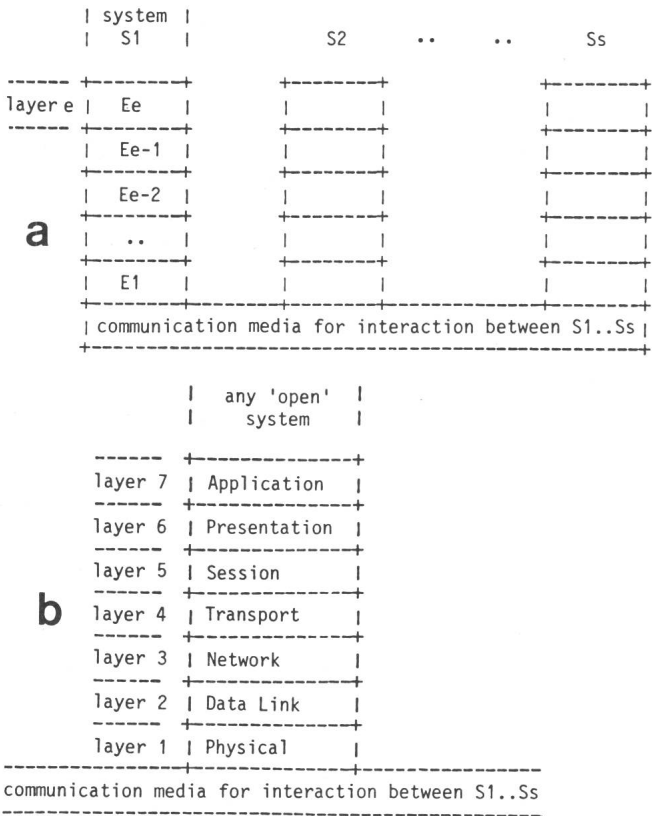 system
S1 S2 .. .. Ss
layer e Ee
Ee-1
Ee-2
a
..
E1
communication media for interaction between S1..Ss
any 'open'
system
layer 7 Application
layer 6 Presentation
layer 5 Session
b layer 4 Transport
layer 3 Network
layer 2 Data Link
layer 1 Physical
communication media for interaction between S1..Ss